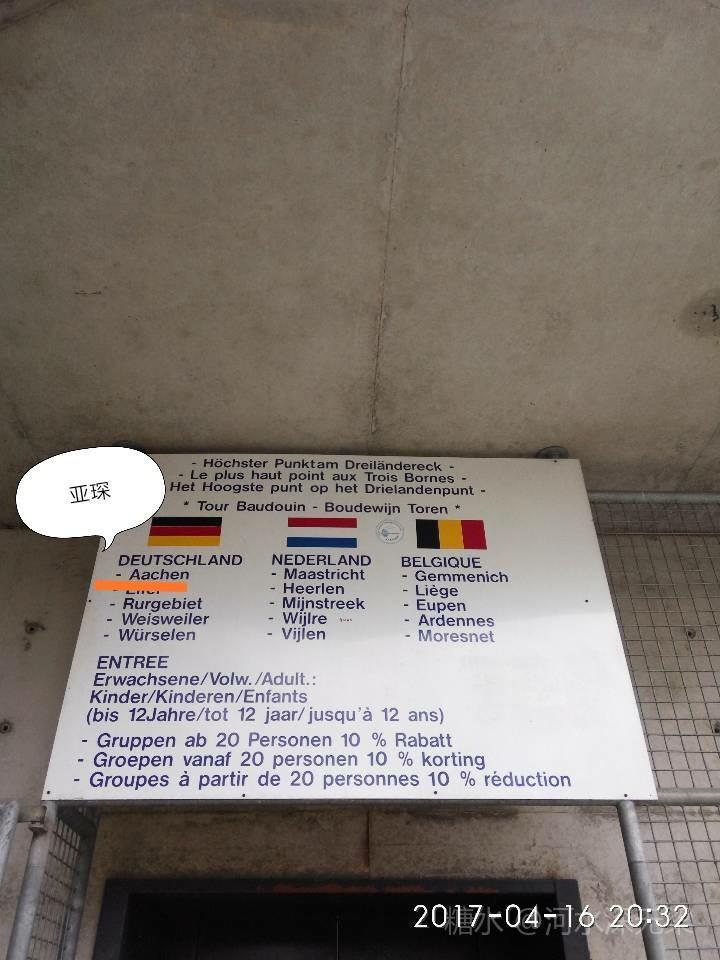 - Höchster Punktam Dreiländereck -
- Le plus haut point aux Trois Bornes -
Het Hoogste punt op het Drielandenpunt -
* Tour Baudouin - Boudewijn Toren *
亚琛
DEUTSCHLAND
- Aachen
- Eifel
- Rurgebiet
- Weisweiler
- Würselen
NEDERLAND
- Maastricht
- Heerlen
- Mijnstreek
- Wijlre
- Vijlen
BELGIQUE
- Gemmenich
- Liège
- Eupen
- Ardennes
- Moresnet
ENTREE
Erwachsene/Volw./Adult.:
Kinder/Kinderen/Enfants
(bis 12Jahre/tot 12 jaar/jusqu'à 12 ans)
- Gruppen ab 20 Personen 10 % Rabatt
- Groepen vanaf 20 personen 10 % korting
- Groupes à partir de 20 personnes 10 % réduction
2017-04-16 20:32